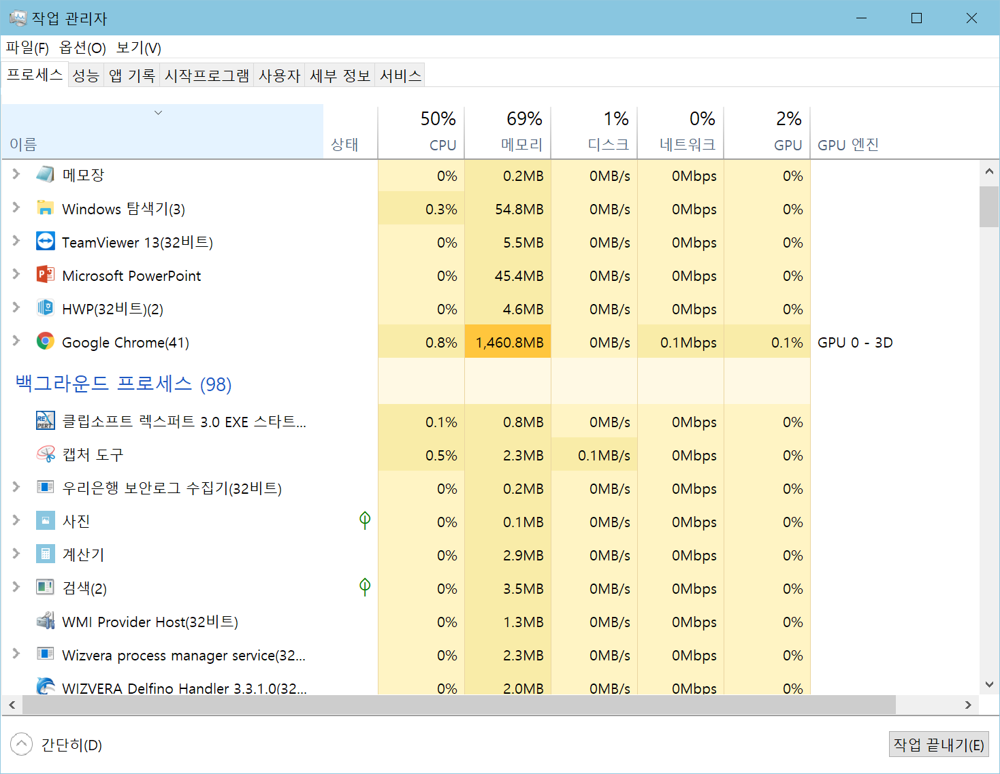 작업 관리자
파일(F) 옵션(O) 보기(V)
프로세스 성능 앱 기록 시작프로그램 사용자 세부 정보 서비스
50% 69% 1% 0% 2%
이름 상태 CPU 메모리 디스크 네트워크 GPU GPU 엔진
메모장 0% 0.2MB 0MB/s 0Mbps 0%
Windows 탐색기(3) 0.3% 54.8MB 0MB/s 0Mbps 0%
TeamViewer 13(32비트) 0% 5.5MB 0MB/s 0Mbps 0%
Microsoft PowerPoint 0% 45.4MB 0MB/s 0Mbps 0%
HWP(32비트)(2) 0% 4.6MB 0MB/s 0Mbps 0%
Google Chrome(41) 0.8% 1,460.8MB 0MB/s 0.1Mbps 0.1% GPU 0 - 3D
백그라운드 프로세스 (98)
클립소프트 렉스퍼트 3.0 EXE 스타트... 0.1% 0.8MB 0MB/s 0Mbps 0%
캡처 도구 0.5% 2.3MB 0.1MB/s 0Mbps 0%
우리은행 보안로그 수집기(32비트) 0% 0.2MB 0MB/s 0Mbps 0%
사진 0% 0.1MB 0MB/s 0Mbps 0%
계산기 0% 2.9MB 0MB/s 0Mbps 0%
검색(2) 0% 3.5MB 0MB/s 0Mbps 0%
WMI Provider Host(32비트) 0% 1.3MB 0MB/s 0Mbps 0%
Wizvera process manager service(32... 0% 2.3MB 0MB/s 0Mbps 0%
WIZVERA Delfino Handler 3.3.1.0(32... 0% 2.0MB 0MB/s 0Mbps 0%
간단히(D) 작업 끝내기(E)